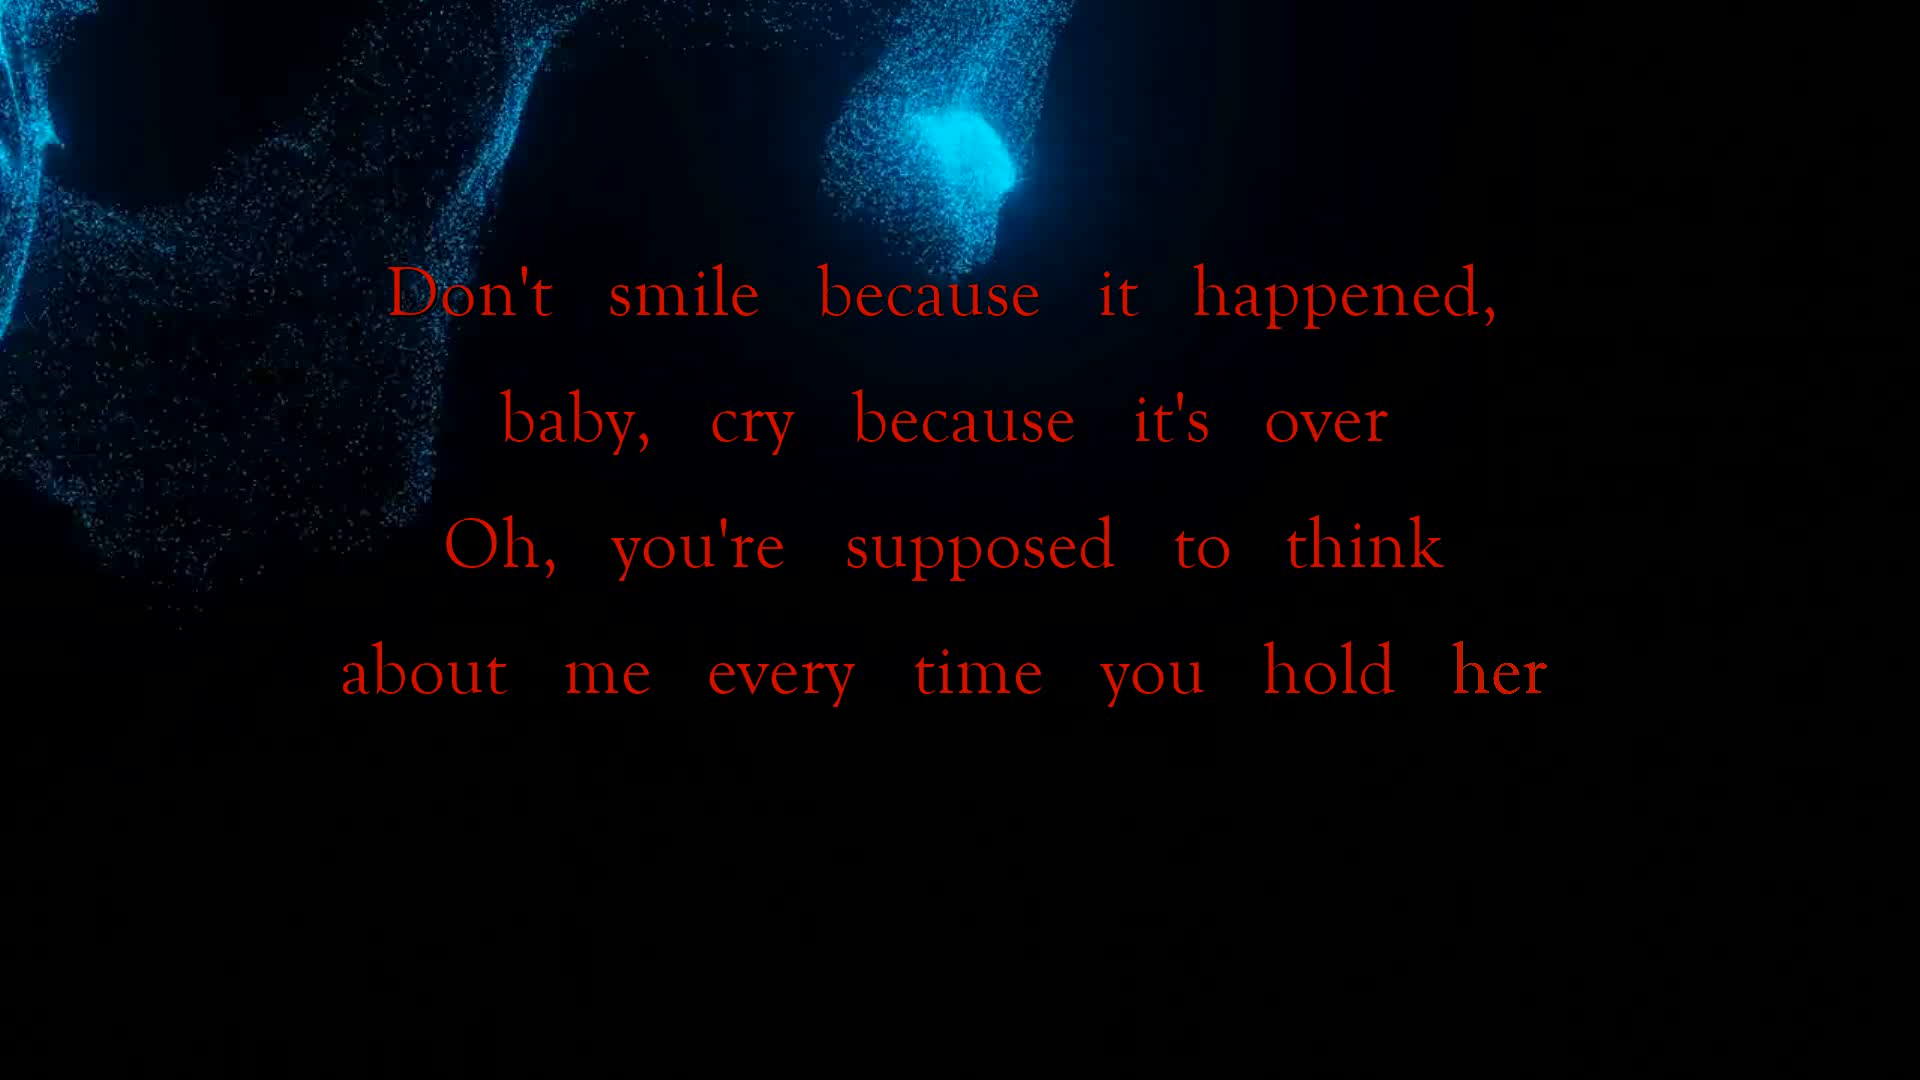 Don't smile because it happened,
baby, cry because it's over
Oh, you're supposed to think
about me every time you hold her